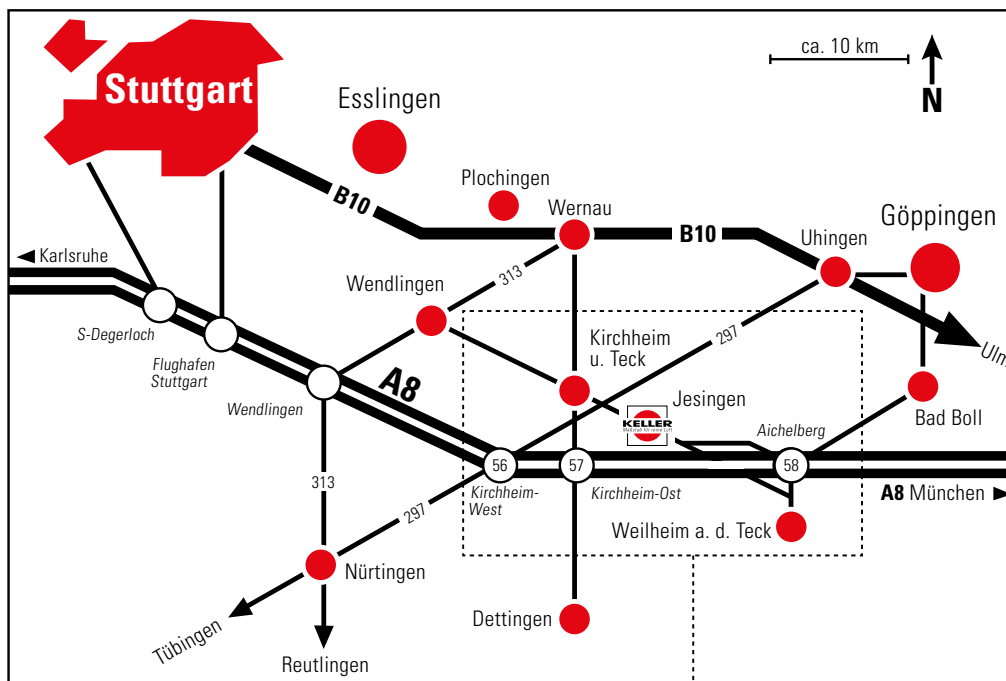 Stuttgart
ca. 10 km
N
Esslingen
Plochingen
B10
Wernau
B10
Göppingen
Uhingen
Karlsruhe
313
Wendlingen
297
S-Degerloch
Kirchheim
u. Teck
Ulm
Flughafen
Stuttgart
A8
Wendlingen
Jesingen
KELLER
Bad Boll
Aichelberg
56
57
58
313
Kirchheim-
West
Kirchheim-Ost
A8 München
297
Weilheim a. d. Teck
Nürtingen
Dettingen
Tübingen
Reutlingen